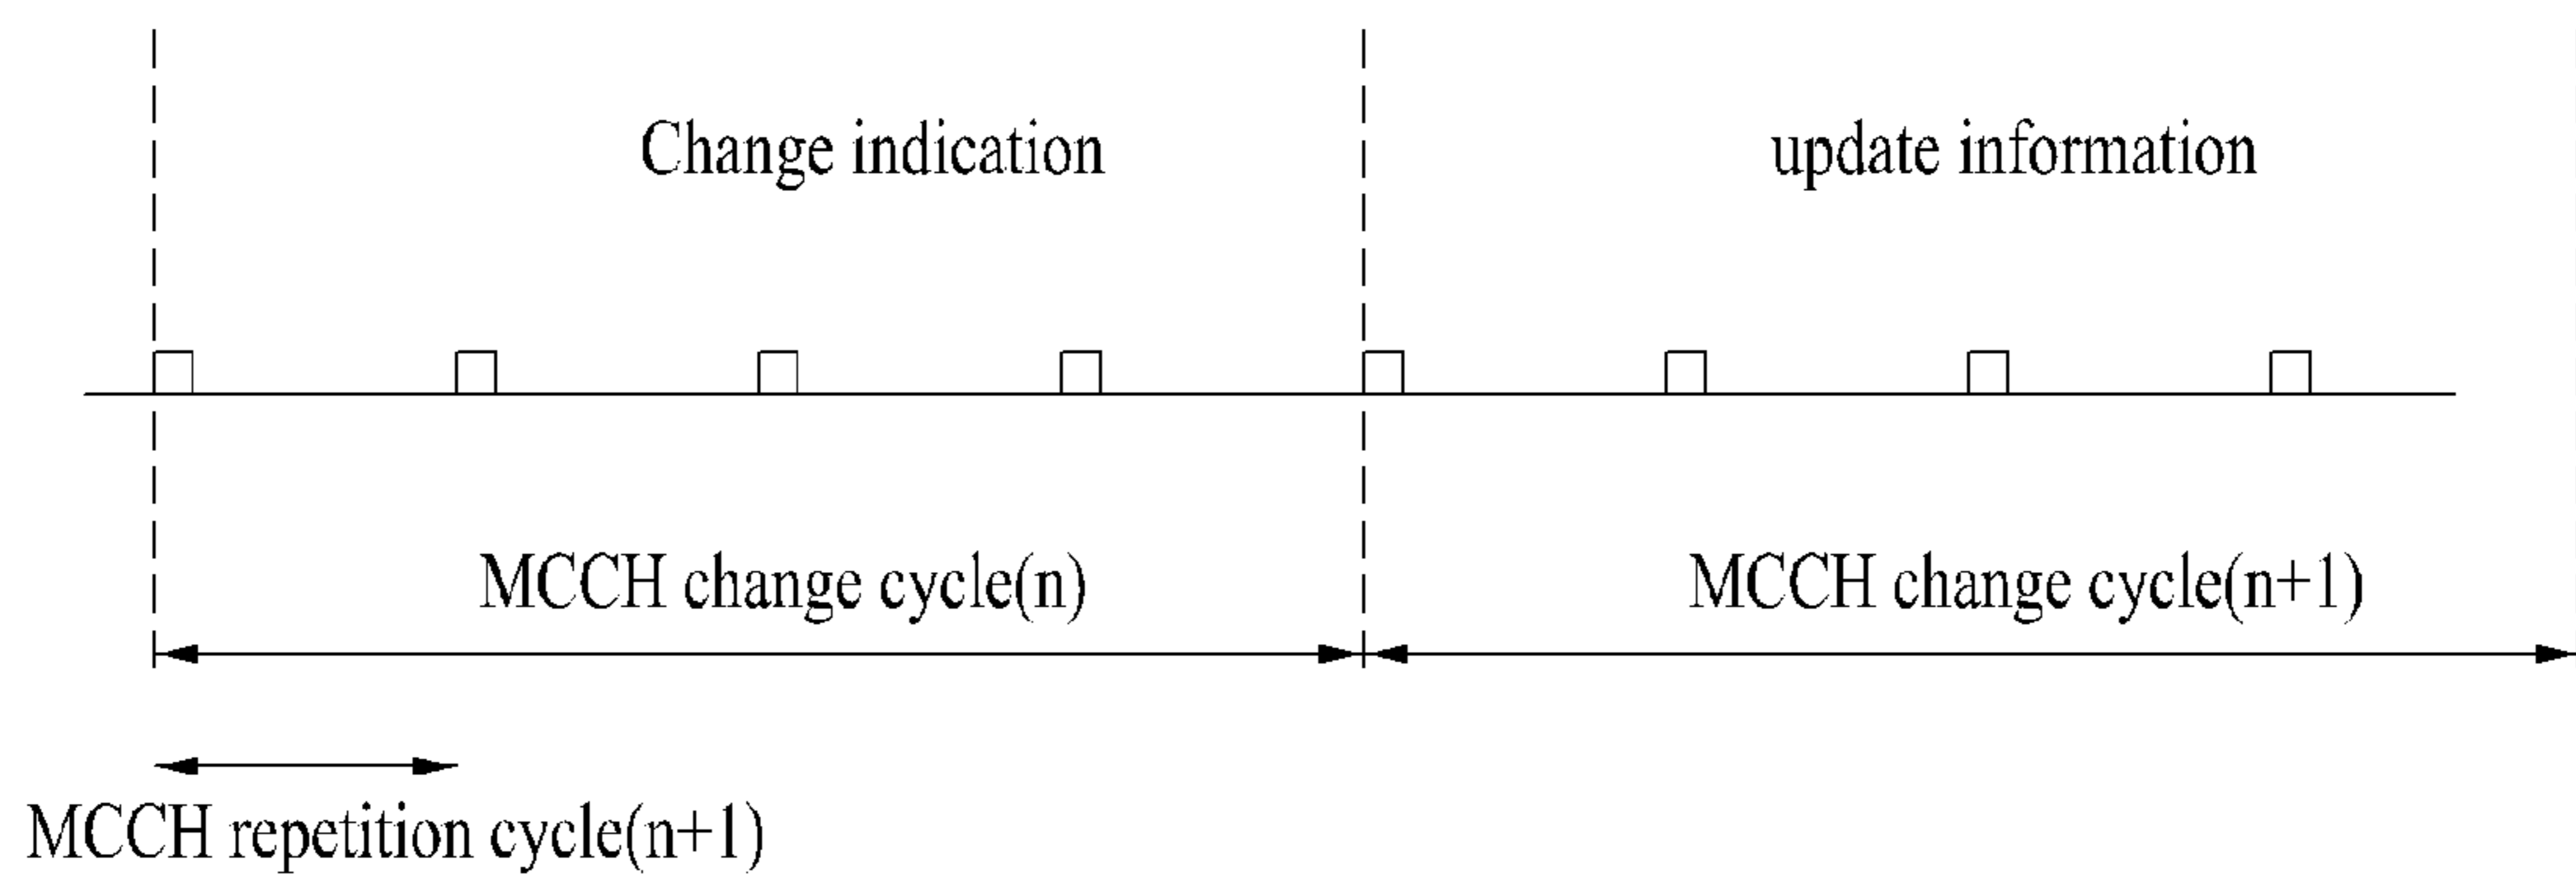 Change indication
update information
MCCH change cycle(n)
MCCH change cycle(n+1)
MCCH repetition cycle(n+1)